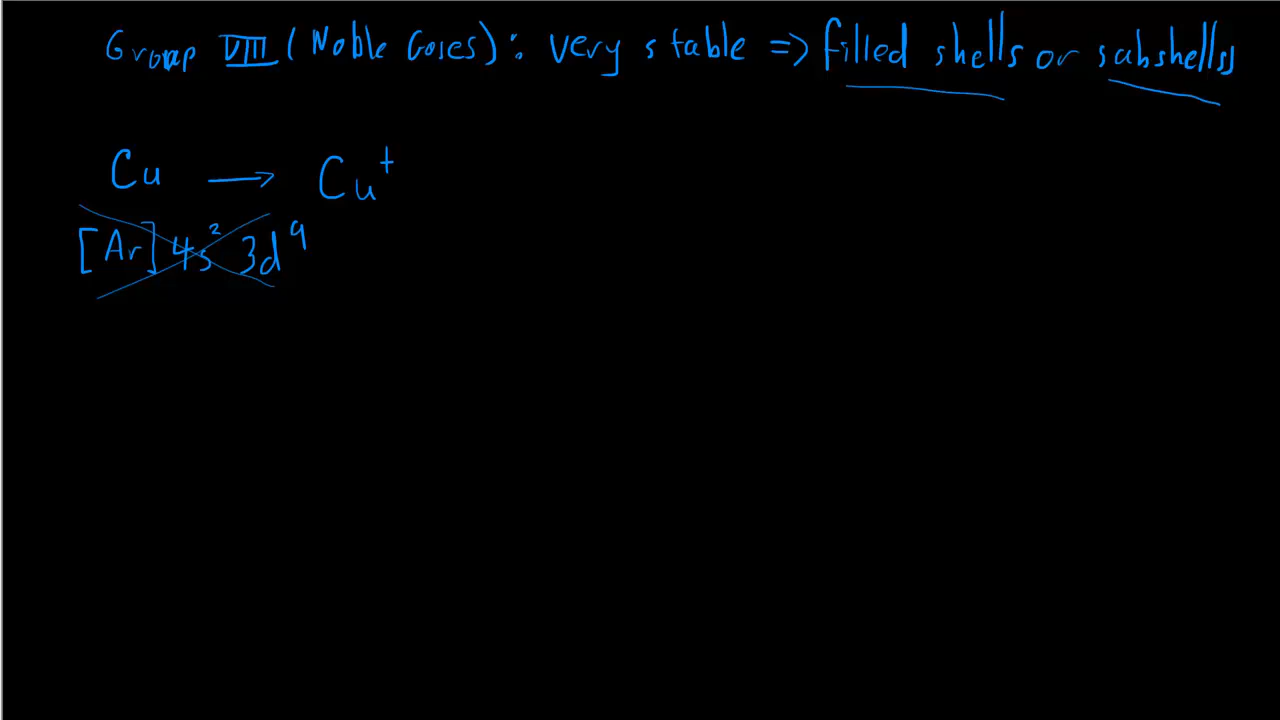 Group VIII (Noble Gases): very stable => filled shells or subshells
Cu → Cu⁺
[Ar] 4s² 3d⁹